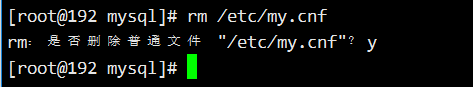 [root@192 mysql]# rm /etc/my.cnf
rm：是否删除普通文件 "/etc/my.cnf"？y
[root@192 mysql]#